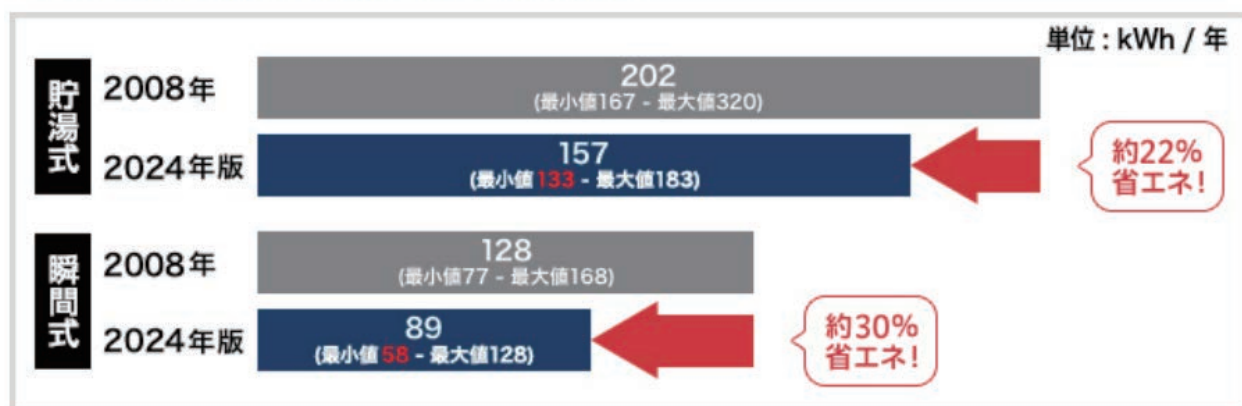 単位 : kWh / 年
貯湯式
2008年
202
(最小値167 - 最大値320)
2024年版
157
(最小値133 - 最大値183)
約22%
省エネ!
瞬間式
2008年
128
(最小値77 - 最大値168)
2024年版
89
(最小値58 - 最大値128)
約30%
省エネ!